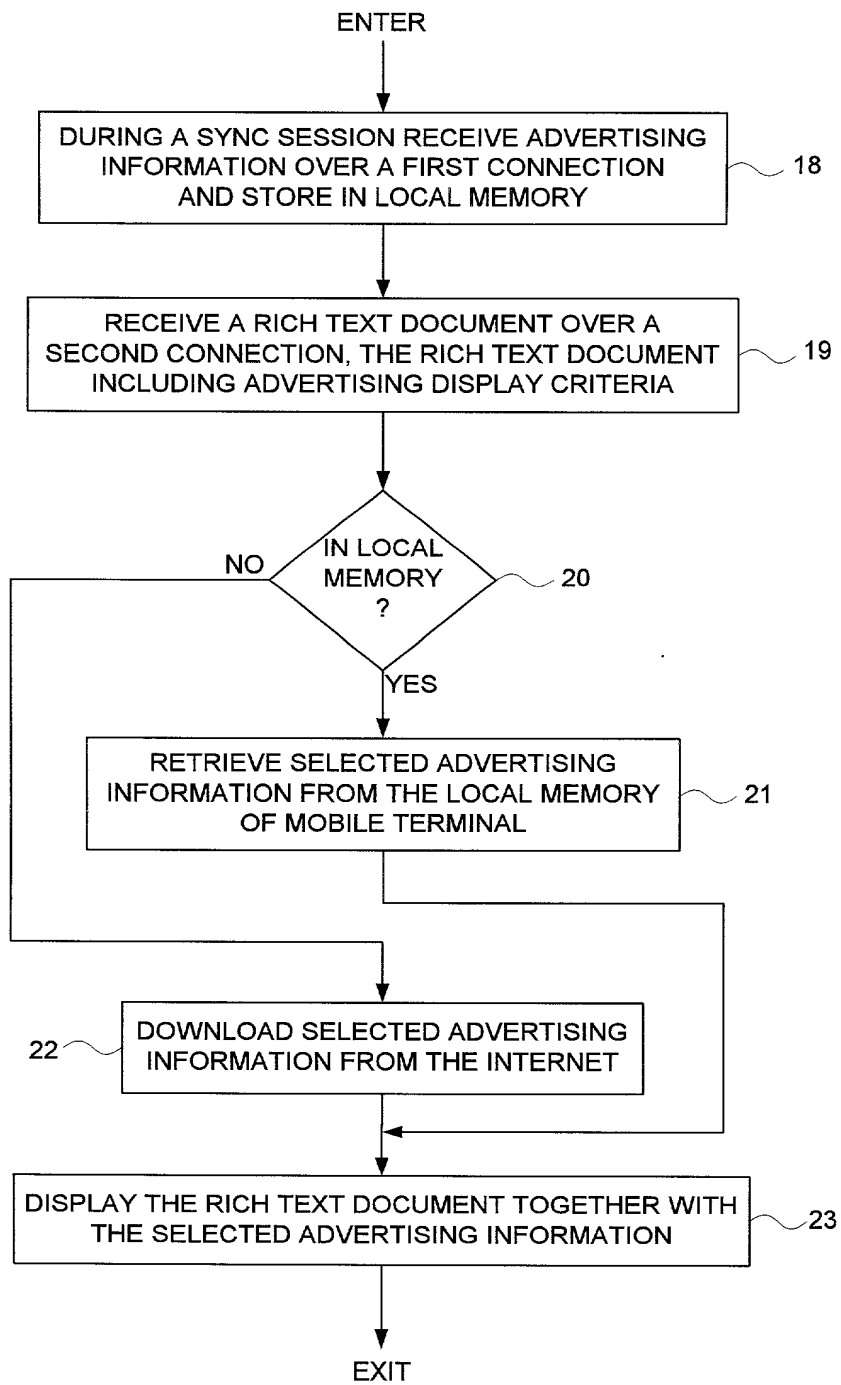 ENTER
DURING A SYNC SESSION RECEIVE ADVERTISING
INFORMATION OVER A FIRST CONNECTION
AND STORE IN LOCAL MEMORY
18
RECEIVE A RICH TEXT DOCUMENT OVER A
SECOND CONNECTION, THE RICH TEXT DOCUMENT
INCLUDING ADVERTISING DISPLAY CRITERIA
19
NO
IN LOCAL
MEMORY
?
20
YES
RETRIEVE SELECTED ADVERTISING
INFORMATION FROM THE LOCAL MEMORY
OF MOBILE TERMINAL
21
22
DOWNLOAD SELECTED ADVERTISING
INFORMATION FROM THE INTERNET
DISPLAY THE RICH TEXT DOCUMENT TOGETHER WITH
THE SELECTED ADVERTISING INFORMATION
23
EXIT